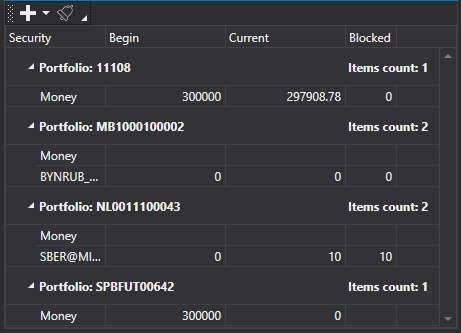 Security Begin Current Blocked
Portfolio: 11108 Items count: 1
Money 300000 297908.78 0
Portfolio: MB1000100002 Items count: 2
Money
BYNRUB_... 0 0 0
Portfolio: NL0011100043 Items count: 2
Money
SBER@MI... 0 10 10
Portfolio: SPBFUT00642 Items count: 1
Money 300000 0